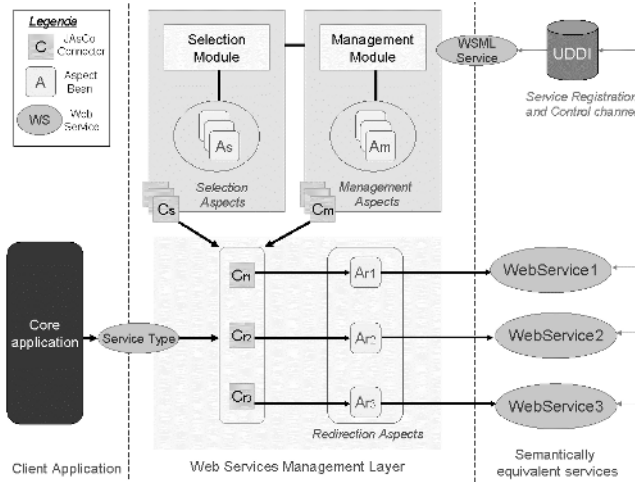 Legenda
C
JAsCo
Connector
A
Aspect
Bean
WS
Web
Service
Selection
Module
Management
Module
WSML
Service
UDDI
Service Registration
and Control channel
As
Am
Selection
Aspects
Management
Aspects
Cs
Cm
Core
application
Service Type
Cr1
Cr2
Cr3
Ar1
Ar2
Ar3
WebService1
WebService2
WebService3
Redirection Aspects
Client Application
Web Services Management Layer
Semantically
equivalent services